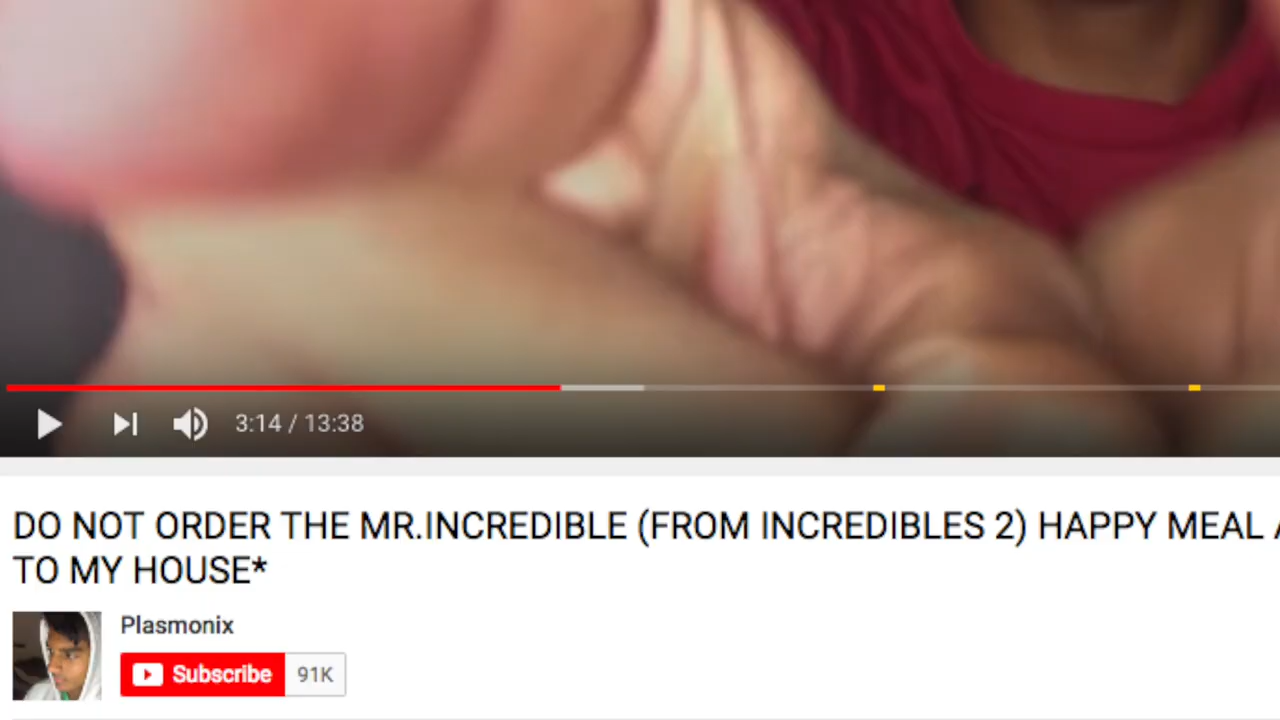 3:14 / 13:38
DO NOT ORDER THE MR.INCREDIBLE (FROM INCREDIBLES 2) HAPPY MEAL
TO MY HOUSE*
Plasmonix
Subscribe 91K